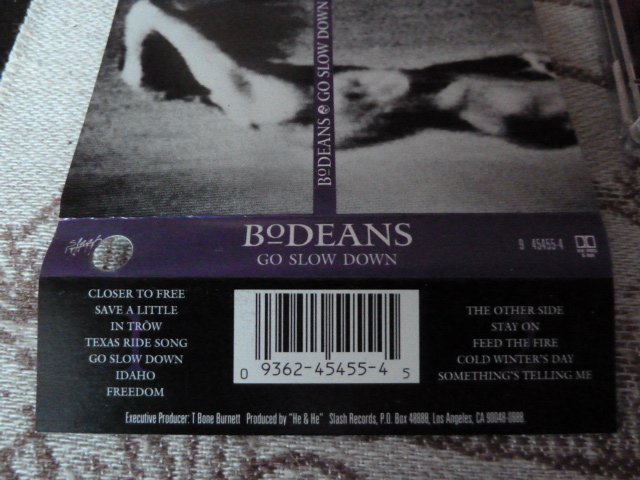 BoDEANS GO SLOW DOWN
slash
BoDEANS
9 45455-4
GO SLOW DOWN
CLOSER TO FREE
SAVE A LITTLE
IN TRÖW
TEXAS RIDE SONG
GO SLOW DOWN
IDAHO
FREEDOM
0 9362-45455-4 5
THE OTHER SIDE
STAY ON
FEED THE FIRE
COLD WINTER'S DAY
SOMETHING'S TELLING ME
Executive Producer: T Bone Burnett Produced by "He & He" Slash Records, P.O. Box 48888, Los Angeles, CA 90048-0888